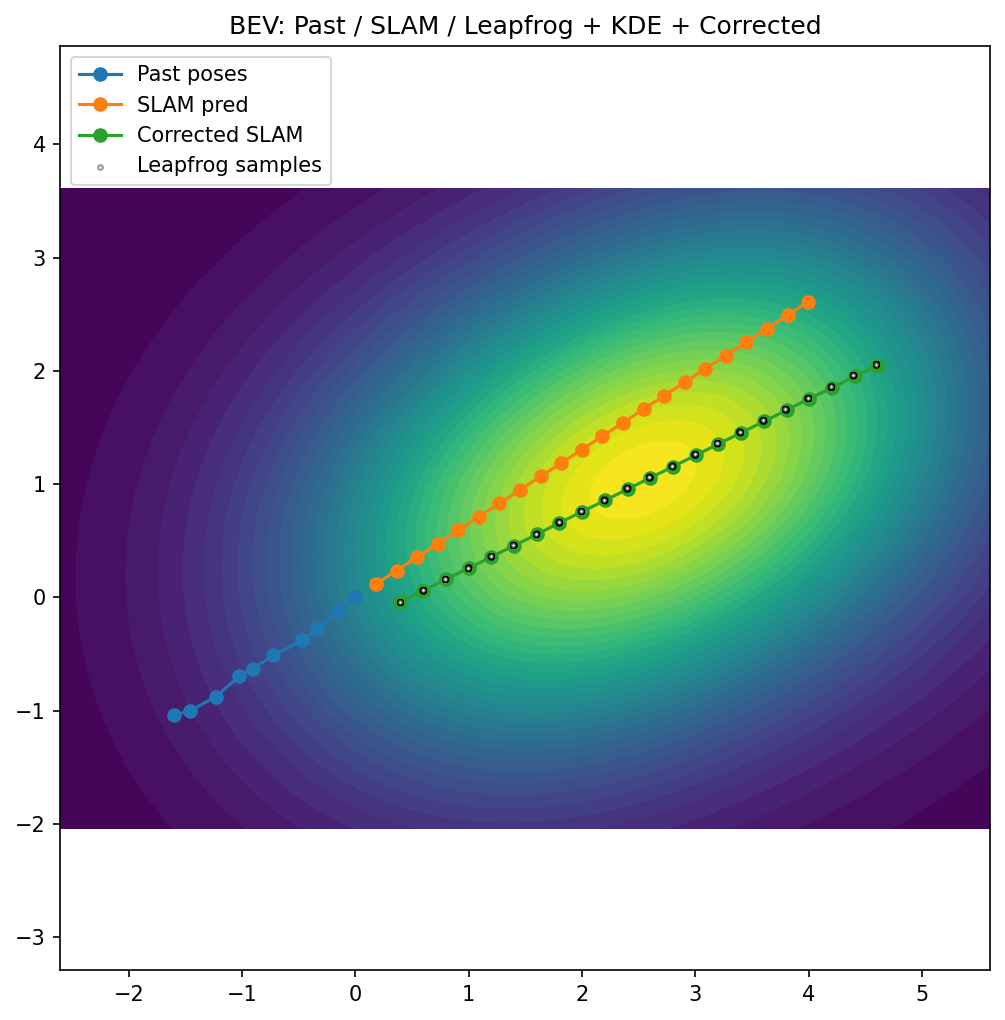 BEV: Past / SLAM / Leapfrog + KDE + Corrected
Past poses
SLAM pred
Corrected SLAM
Leapfrog samples
4
3
2
1
0
−1
−2
−3
−2 −1 0 1 2 3 4 5